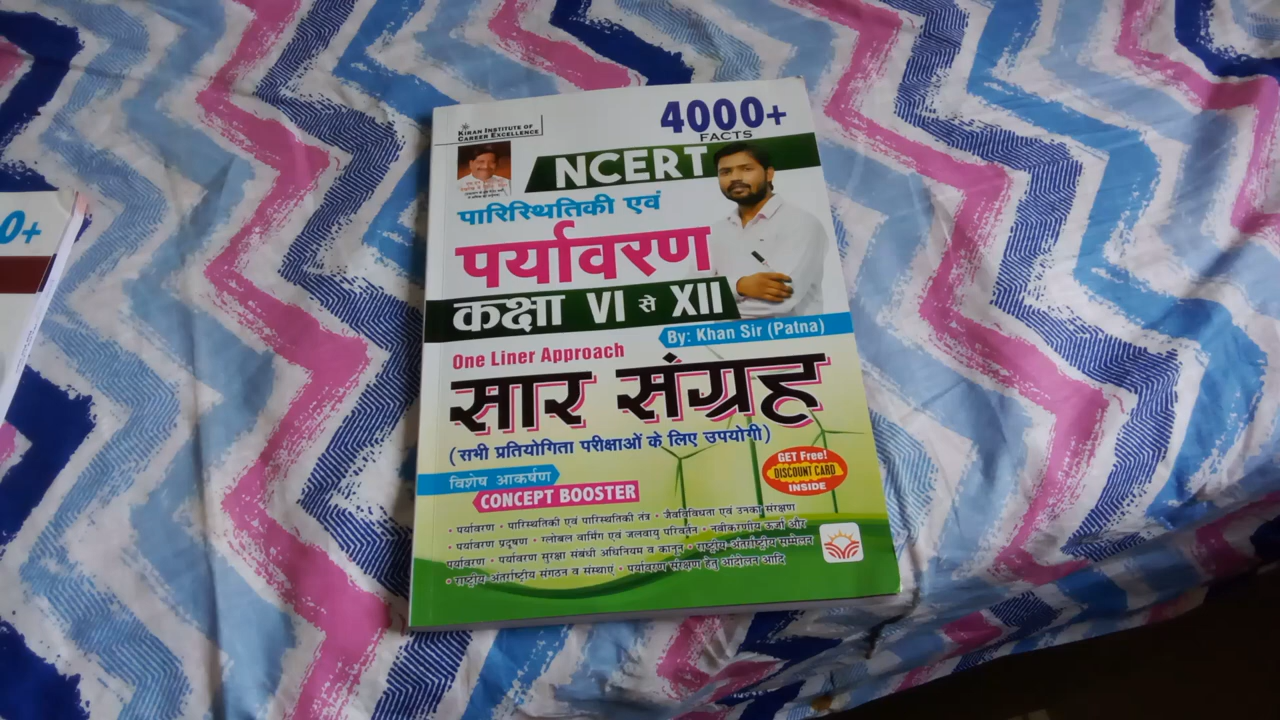 0+
KIRAN INSTITUTE OF
CAREER EXCELLENCE
4000+
FACTS
NCERT
पारिस्थितिकी एवं
पर्यावरण
कक्षा VI से XII
By: Khan Sir (Patna)
One Liner Approach
सार संग्रह
(सभी प्रतियोगिता परीक्षाओं के लिए उपयोगी)
GET Free!
DISCOUNT CARD
INSIDE
विशेष आकर्षण
CONCEPT BOOSTER
• पर्यावरण • पारिस्थितिकी एवं पारिस्थितिकी तंत्र • जैवविविधता एवं उनका संरक्षण
• पर्यावरण प्रदूषण • ग्लोबल वार्मिंग एवं जलवायु परिवर्तन • नवीकरणीय ऊर्जा और
पर्यावरण • पर्यावरण सुरक्षा संबंधी अधिनियम व कानून • राष्ट्रीय-अंतर्राष्ट्रीय सम्मेलन
• राष्ट्रीय अंतर्राष्ट्रीय संगठन व संस्थाएं • पर्यावरण संरक्षण हेतु आंदोलन आदि